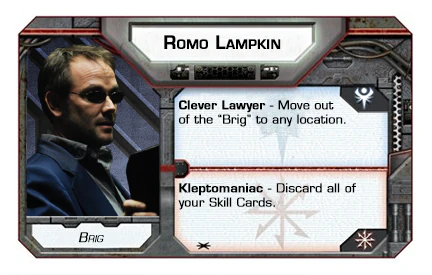 Romo Lampkin
Clever Lawyer - Move out
of the "Brig" to any location.
Kleptomaniac - Discard all of
your Skill Cards.
Brig